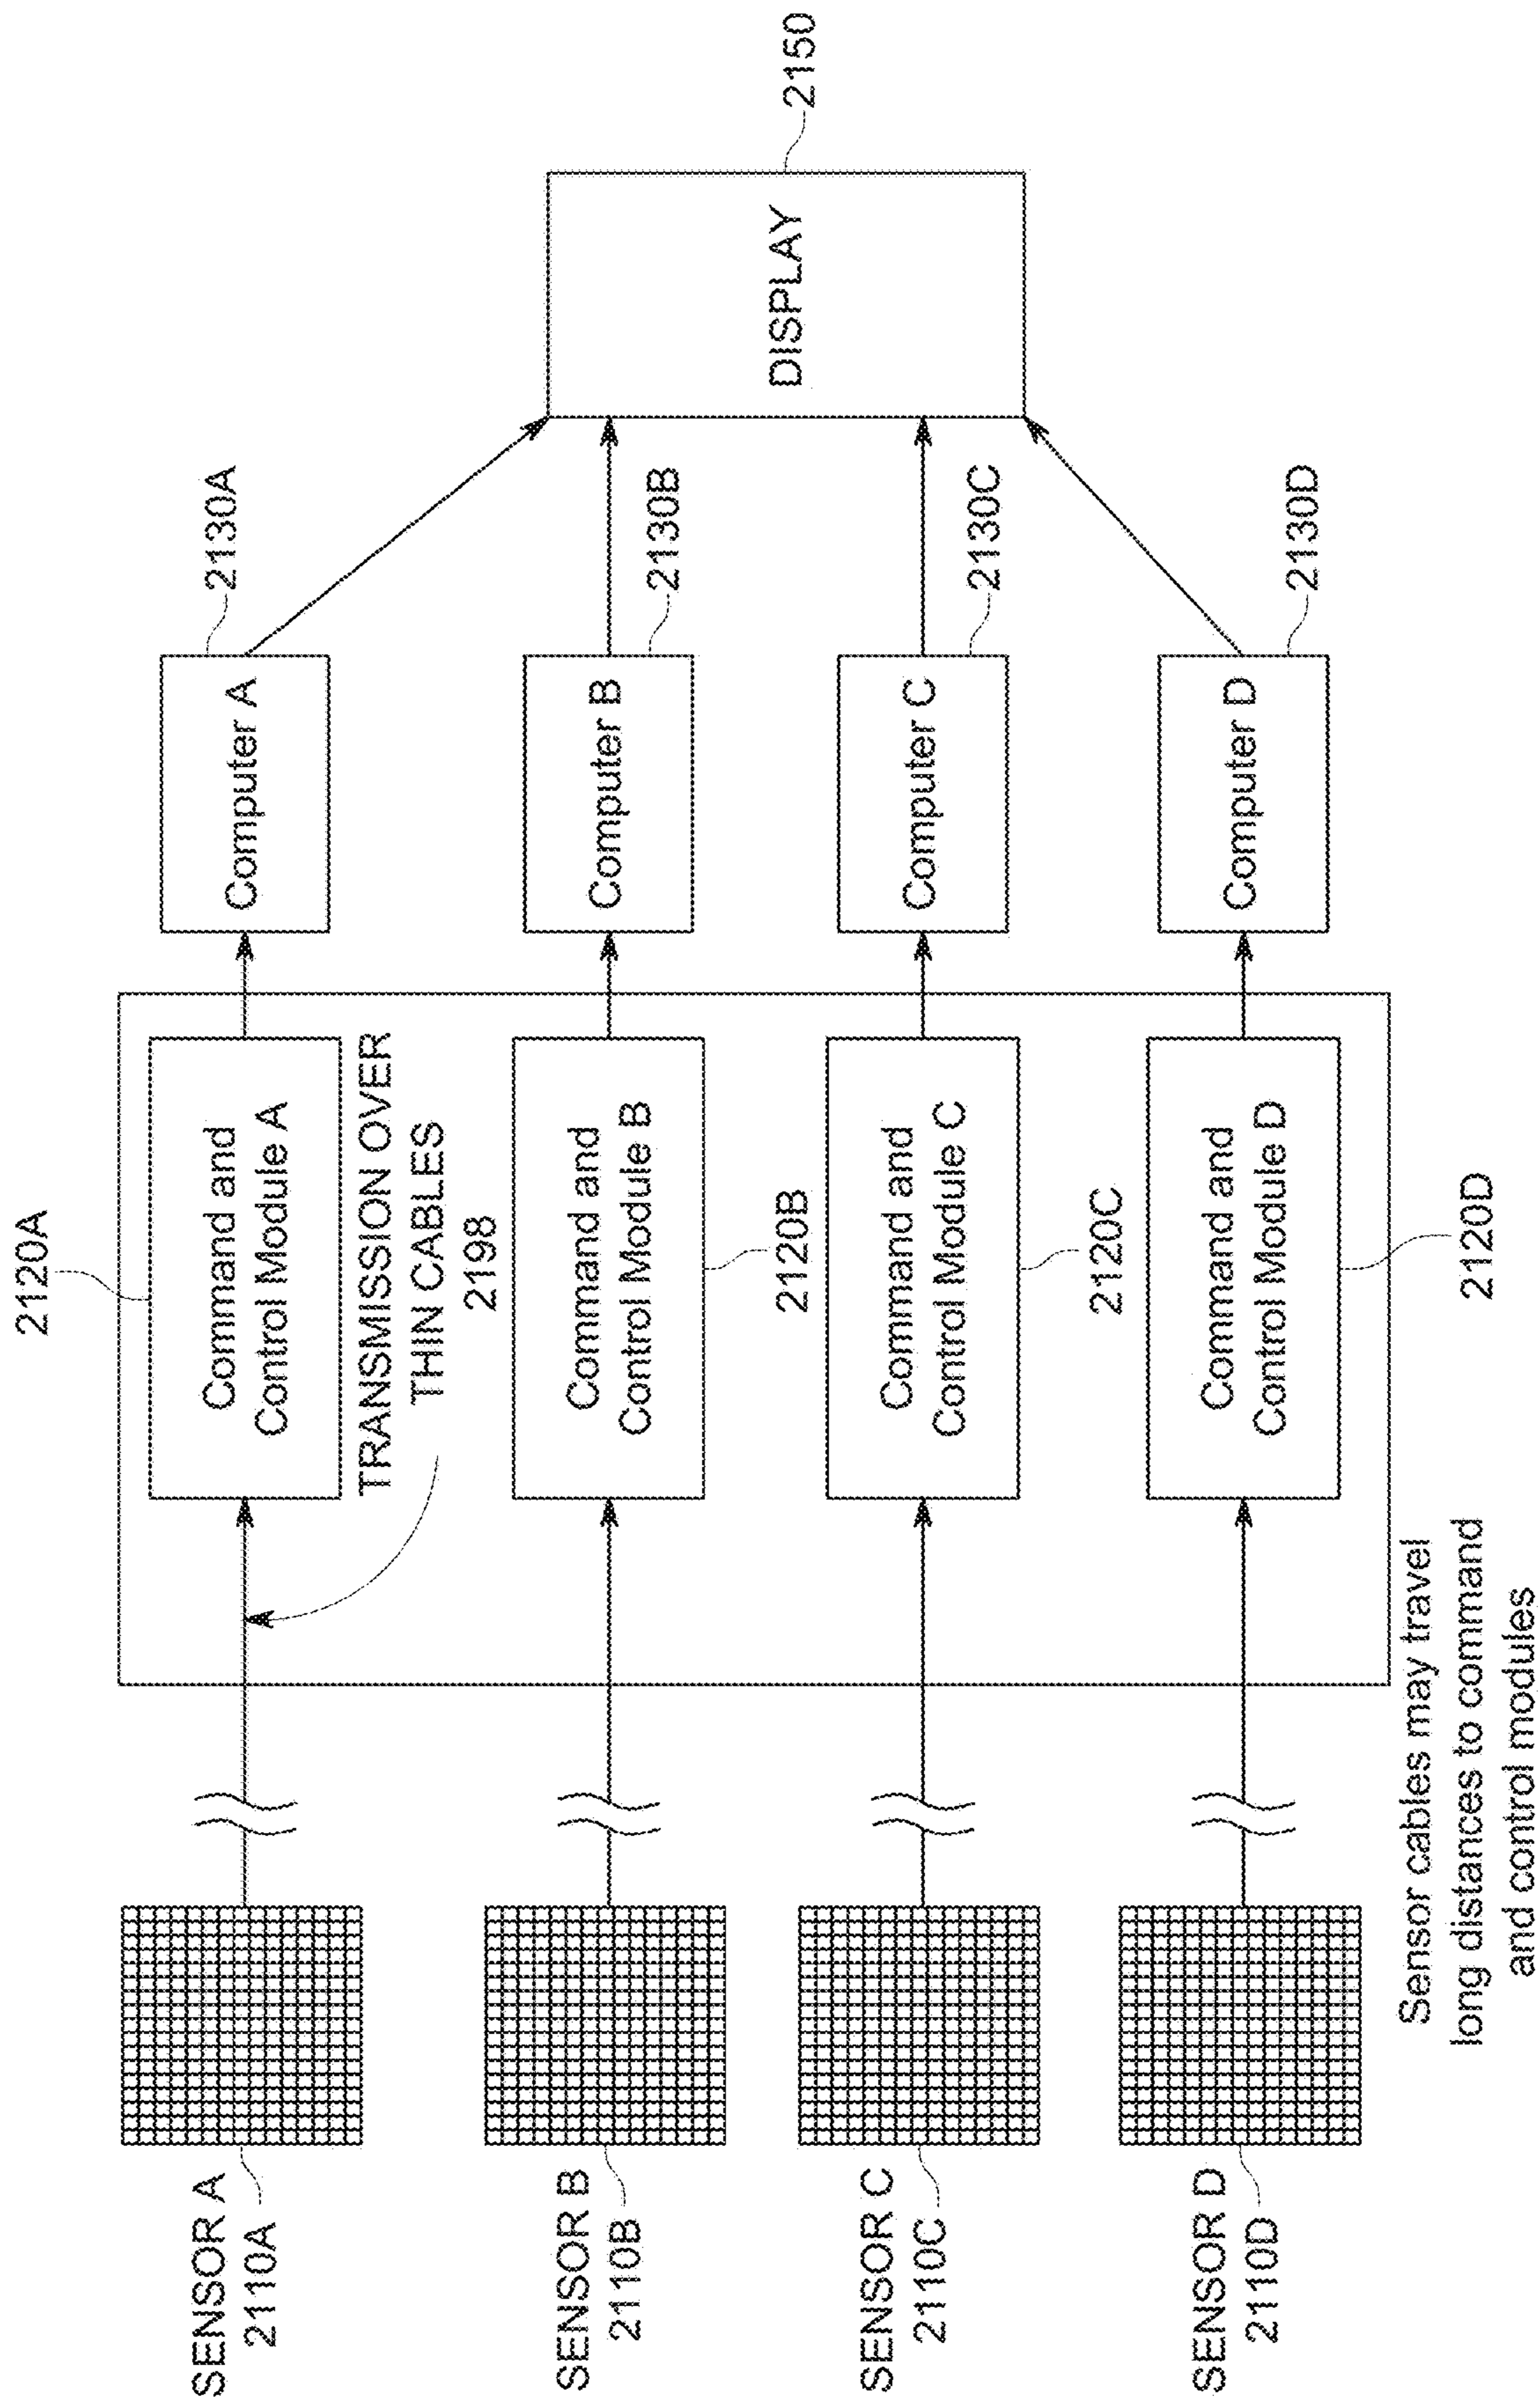 SENSOR A
2110A
2120A
Command and
Control Module A
TRANSMISSION OVER
THIN CABLES
2198
Computer A
2130A
SENSOR B
2110B
Command and
Control Module B
2120B
Computer B
2130B
DISPLAY
2150
SENSOR C
2110C
Command and
Control Module C
2120C
Computer C
2130C
SENSOR D
2110D
Command and
Control Module D
2120D
Computer D
2130D
Sensor cables may travel
long distances to command
and control modules